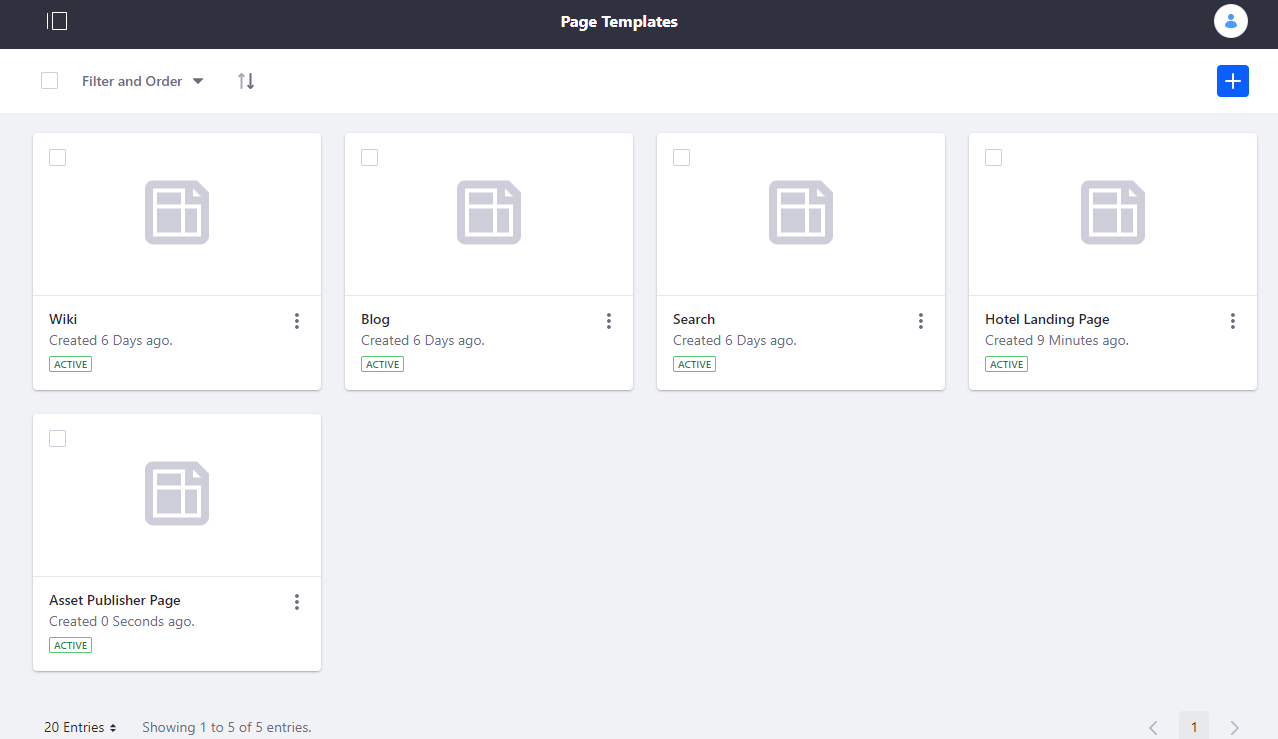 Page Templates
Filter and Order
Wiki
Created 6 Days ago.
ACTIVE
Blog
Created 6 Days ago.
ACTIVE
Search
Created 6 Days ago.
ACTIVE
Hotel Landing Page
Created 9 Minutes ago.
ACTIVE
Asset Publisher Page
Created 0 Seconds ago.
ACTIVE
20 Entries
Showing 1 to 5 of 5 entries.
1